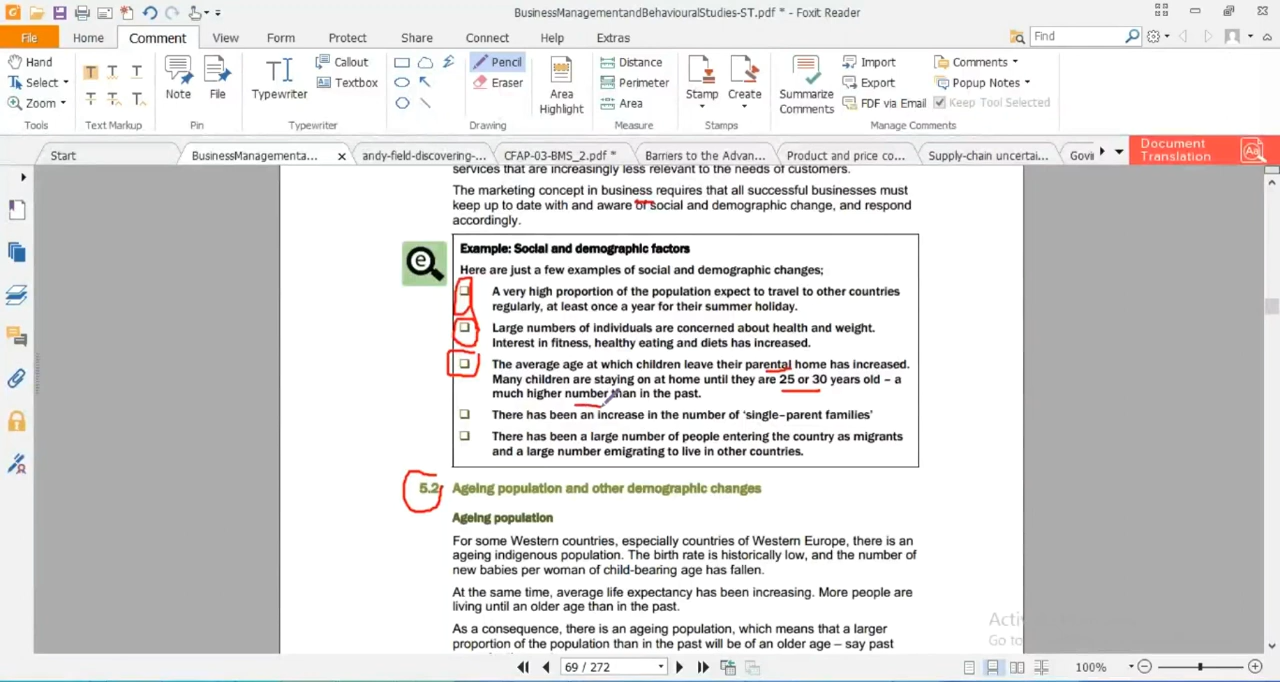 BusinessManagementandBehaviouralStudies-ST.pdf * - Foxit Reader
File Home Comment View Form Protect Share Connect Help Extras Find
Hand
Select
Zoom
Tools
Text Markup
Note File
Pin
Typewriter
Callout
Textbox
Typewriter
Pencil
Eraser
Area
Highlight
Drawing
Distance
Perimeter
Area
Measure
Stamp Create
Stamps
Summarize
Comments
Import
Export
FDF via Email
Comments
Popup Notes
Keep Tool Selected
Manage Comments
Start BusinessManagementa... andy-field-discovering-... CFAP-03-BMS_2.pdf * Barriers to the Advan... Product and price co... Supply-chain uncertai... Govi
Document
Translation
services that are increasingly less relevant to the needs of customers.
The marketing concept in business requires that all successful businesses must
keep up to date with and aware of social and demographic change, and respond
accordingly.
e
Example: Social and demographic factors
Here are just a few examples of social and demographic changes;
A very high proportion of the population expect to travel to other countries
regularly, at least once a year for their summer holiday.
Large numbers of individuals are concerned about health and weight.
Interest in fitness, healthy eating and diets has increased.
The average age at which children leave their parental home has increased.
Many children are staying on at home until they are 25 or 30 years old – a
much higher number than in the past.
There has been an increase in the number of ‘single–parent families’
There has been a large number of people entering the country as migrants
and a large number emigrating to live in other countries.
5.2 Ageing population and other demographic changes
Ageing population
For some Western countries, especially countries of Western Europe, there is an
ageing indigenous population. The birth rate is historically low, and the number of
new babies per woman of child-bearing age has fallen.
At the same time, average life expectancy has been increasing. More people are
living until an older age than in the past.
As a consequence, there is an ageing population, which means that a larger
proportion of the population than in the past will be of an older age – say past
Go to
69 / 272
100%